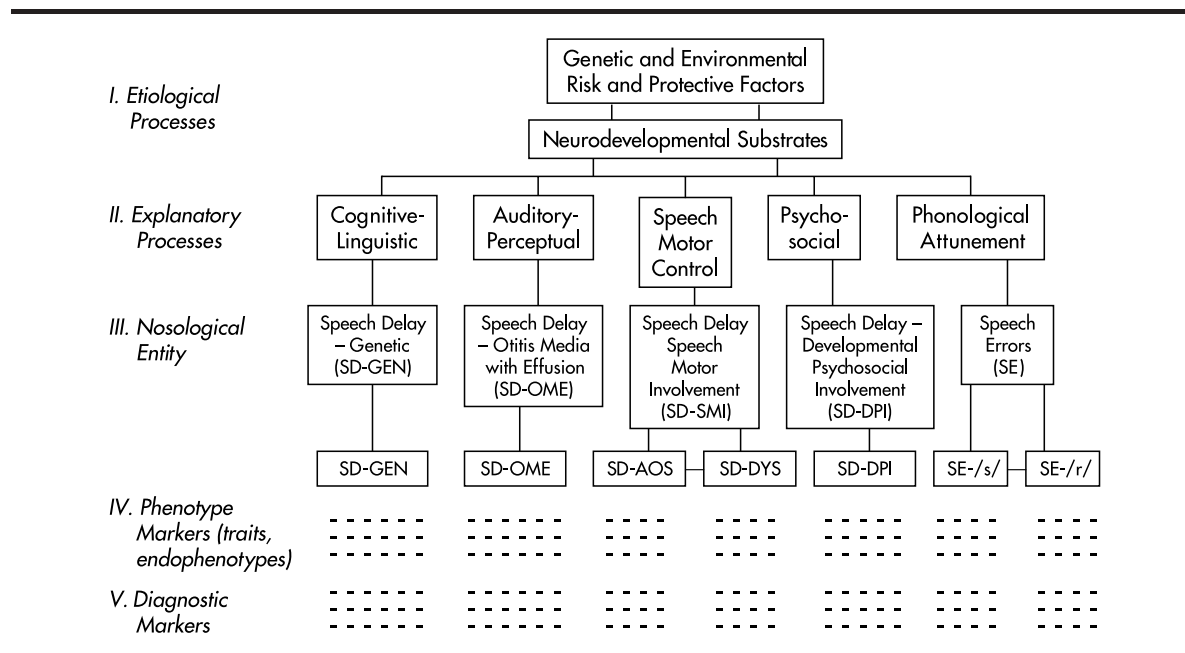 Genetic and Environmental
Risk and Protective Factors
I. Etiological
Processes
Neurodevelopmental Substrates
II. Explanatory
Processes
Cognitive-
Linguistic
Auditory-
Perceptual
Speech
Motor
Control
Psycho-
social
Phonological
Attunement
III. Nosological
Entity
Speech Delay
– Genetic
(SD-GEN)
Speech Delay
– Otitis Media
with Effusion
(SD-OME)
Speech Delay
Speech
Motor
Involvement
(SD-SMI)
Speech Delay –
Developmental
Psychosocial
Involvement
(SD-DPI)
Speech
Errors
(SE)
SD-GEN
SD-OME
SD-AOS
SD-DYS
SD-DPI
SE-/s/
SE-/r/
IV. Phenotype
Markers (traits,
endophenotypes)
V. Diagnostic
Markers